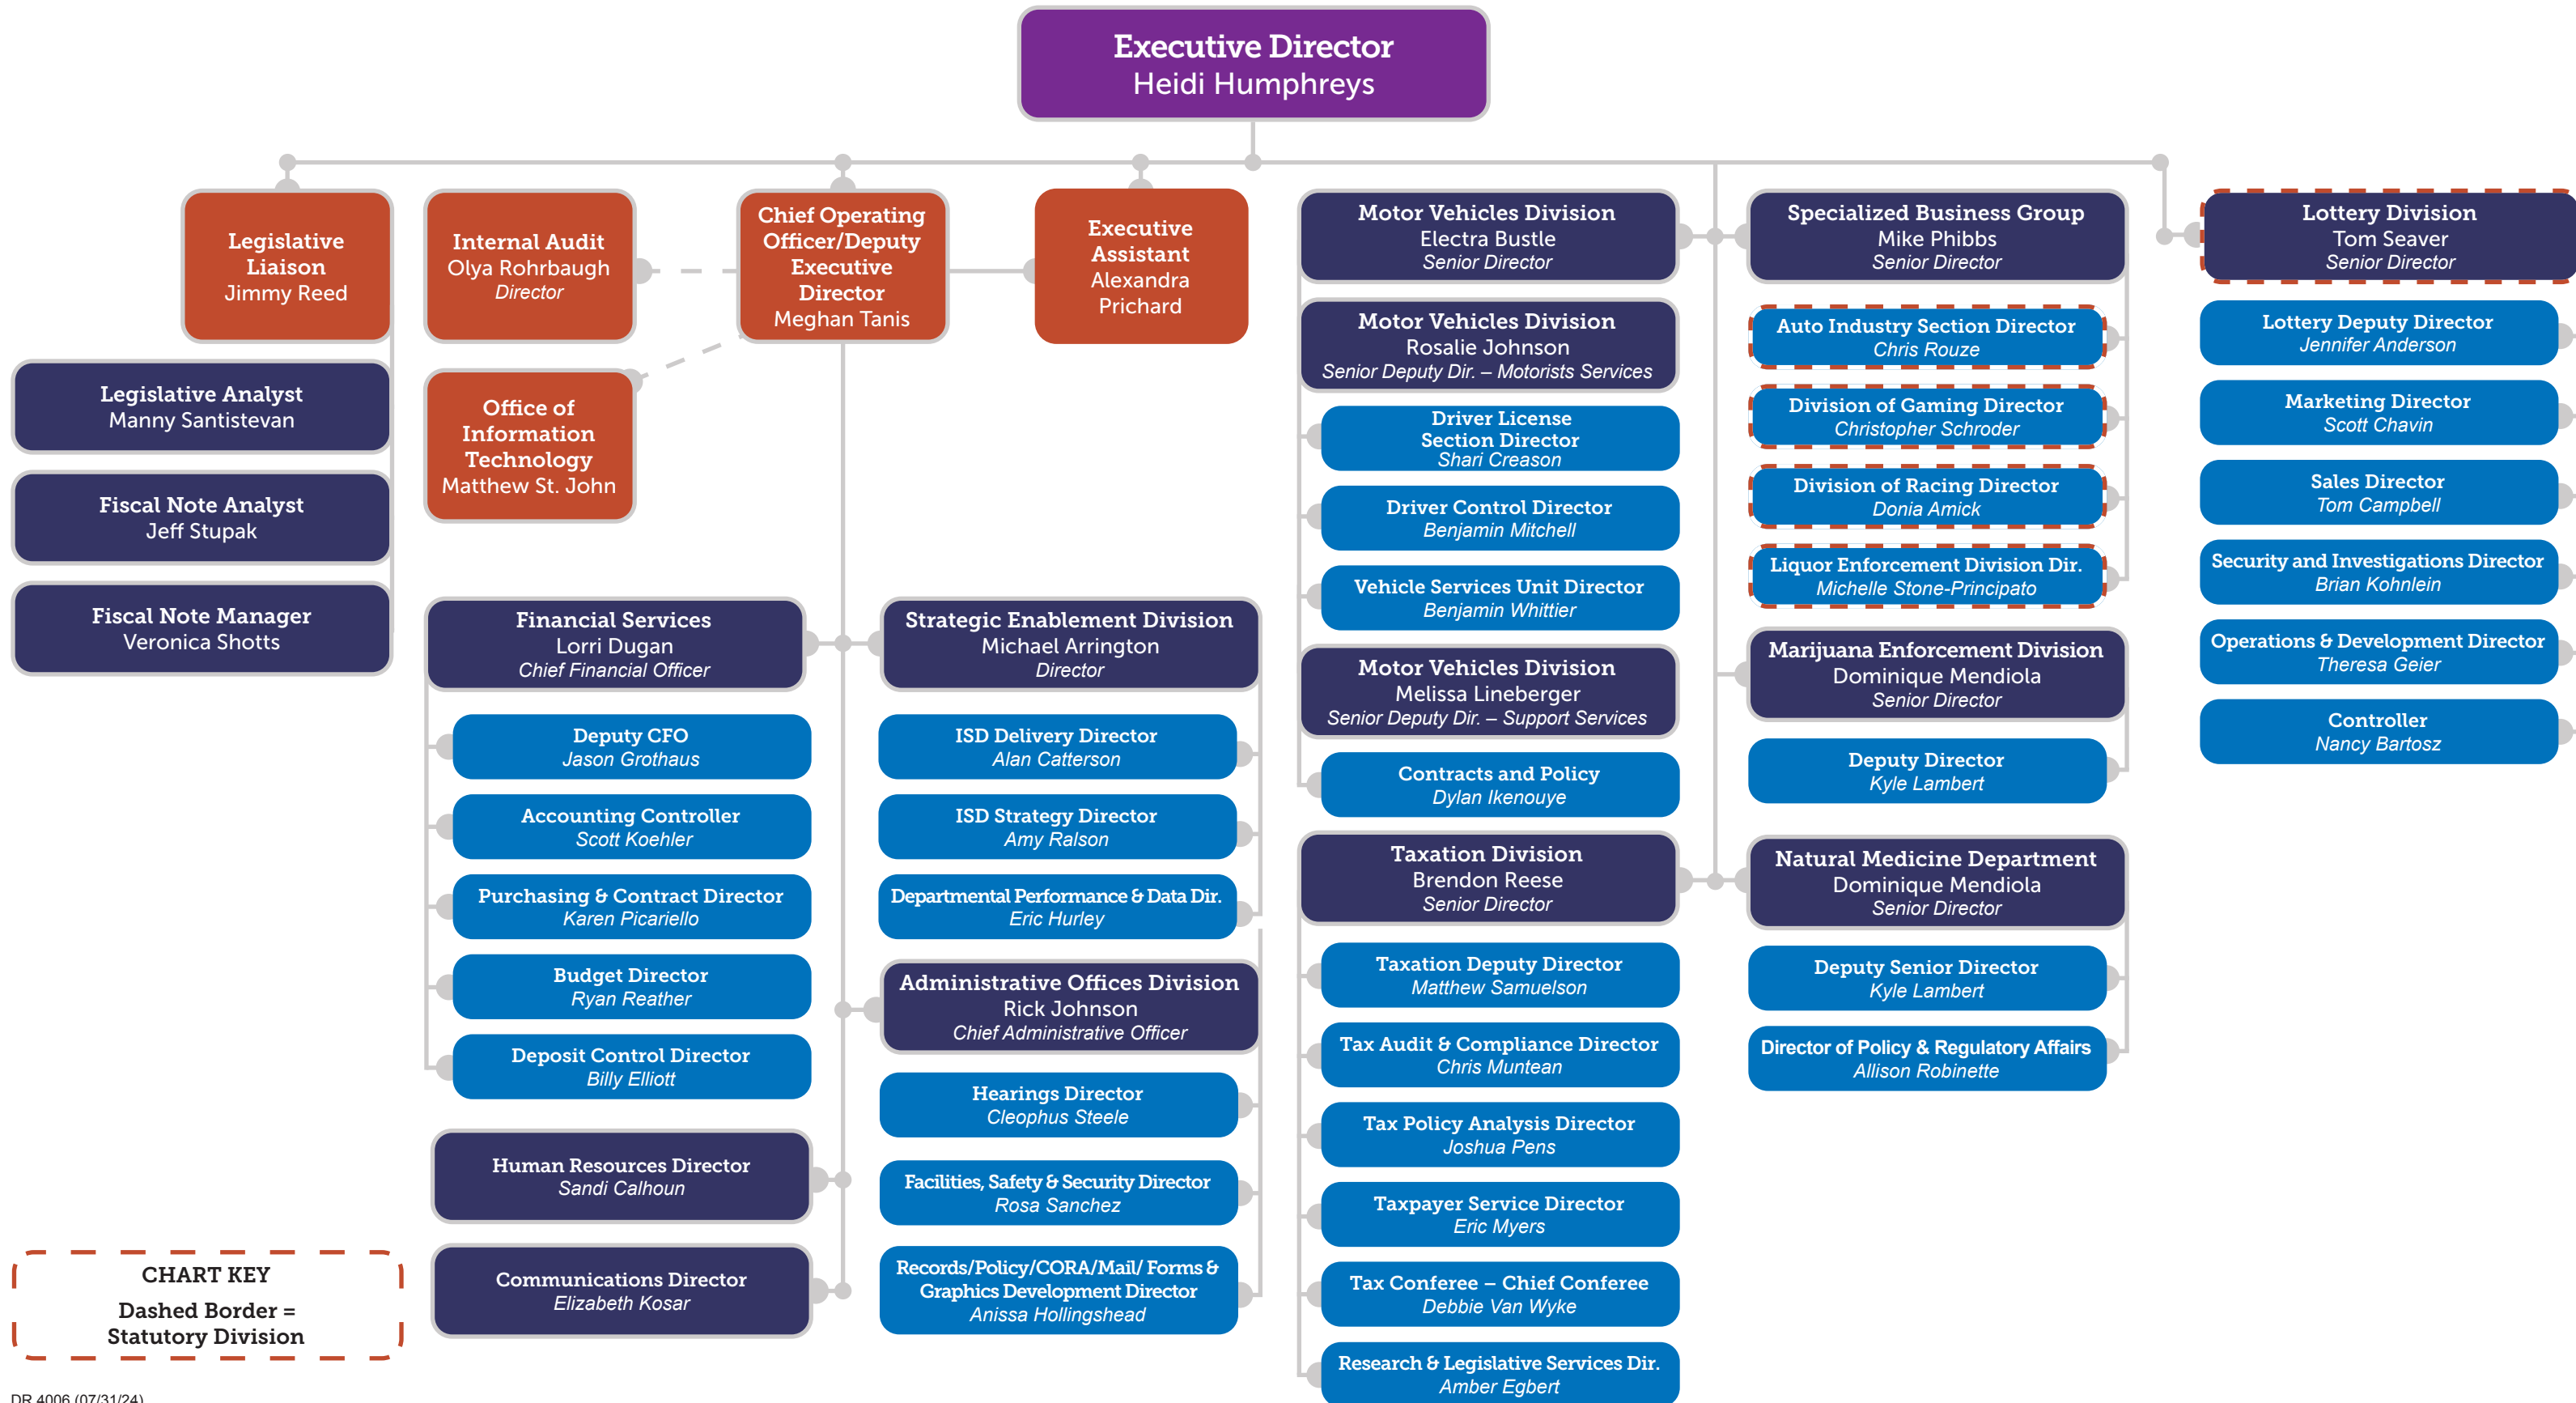 Executive Director
Heidi Humphreys
Legislative
Liaison
Jimmy Reed
Internal Audit
Olya Rohrbaugh
Director
Chief Operating
Officer/Deputy
Executive
Director
Meghan Tanis
Executive
Assistant
Alexandra
Prichard
Legislative Analyst
Manny Santistevan
Fiscal Note Analyst
Jeff Stupak
Fiscal Note Manager
Veronica Shotts
Office of
Information
Technology
Matthew St. John
Financial Services
Lorri Dugan
Chief Financial Officer
Deputy CFO
Jason Grothaus
Accounting Controller
Scott Koehler
Purchasing & Contract Director
Karen Picariello
Budget Director
Ryan Reather
Deposit Control Director
Billy Elliott
Human Resources Director
Sandi Calhoun
Communications Director
Elizabeth Kosar
Strategic Enablement Division
Michael Arrington
Director
ISD Delivery Director
Alan Catterson
ISD Strategy Director
Amy Ralson
Departmental Performance & Data Dir.
Eric Hurley
Administrative Offices Division
Rick Johnson
Chief Administrative Officer
Hearings Director
Cleophus Steele
Facilities, Safety & Security Director
Rosa Sanchez
Records/Policy/CORA/Mail/ Forms &
Graphics Development Director
Anissa Hollingshead
Motor Vehicles Division
Electra Bustle
Senior Director
Motor Vehicles Division
Rosalie Johnson
Senior Deputy Dir. – Motorists Services
Driver License
Section Director
Shari Creason
Driver Control Director
Benjamin Mitchell
Vehicle Services Unit Director
Benjamin Whittier
Motor Vehicles Division
Melissa Lineberger
Senior Deputy Dir. – Support Services
Contracts and Policy
Dylan Ikenouye
Taxation Division
Brendon Reese
Senior Director
Taxation Deputy Director
Matthew Samuelson
Tax Audit & Compliance Director
Chris Muntean
Tax Policy Analysis Director
Joshua Pens
Taxpayer Service Director
Eric Myers
Tax Conferee – Chief Conferee
Debbie Van Wyke
Research & Legislative Services Dir.
Amber Egbert
Specialized Business Group
Mike Phibbs
Senior Director
Auto Industry Section Director
Chris Rouze
Division of Gaming Director
Christopher Schroder
Division of Racing Director
Donia Amick
Liquor Enforcement Division Dir.
Michelle Stone-Principato
Marijuana Enforcement Division
Dominique Mendiola
Senior Director
Deputy Director
Kyle Lambert
Natural Medicine Department
Dominique Mendiola
Senior Director
Deputy Senior Director
Kyle Lambert
Director of Policy & Regulatory Affairs
Allison Robinette
Lottery Division
Tom Seaver
Senior Director
Lottery Deputy Director
Jennifer Anderson
Marketing Director
Scott Chavin
Sales Director
Tom Campbell
Security and Investigations Director
Brian Kohnlein
Operations & Development Director
Theresa Geier
Controller
Nancy Bartosz
CHART KEY
Dashed Border =
Statutory Division
DR 4006 (07/31/24)